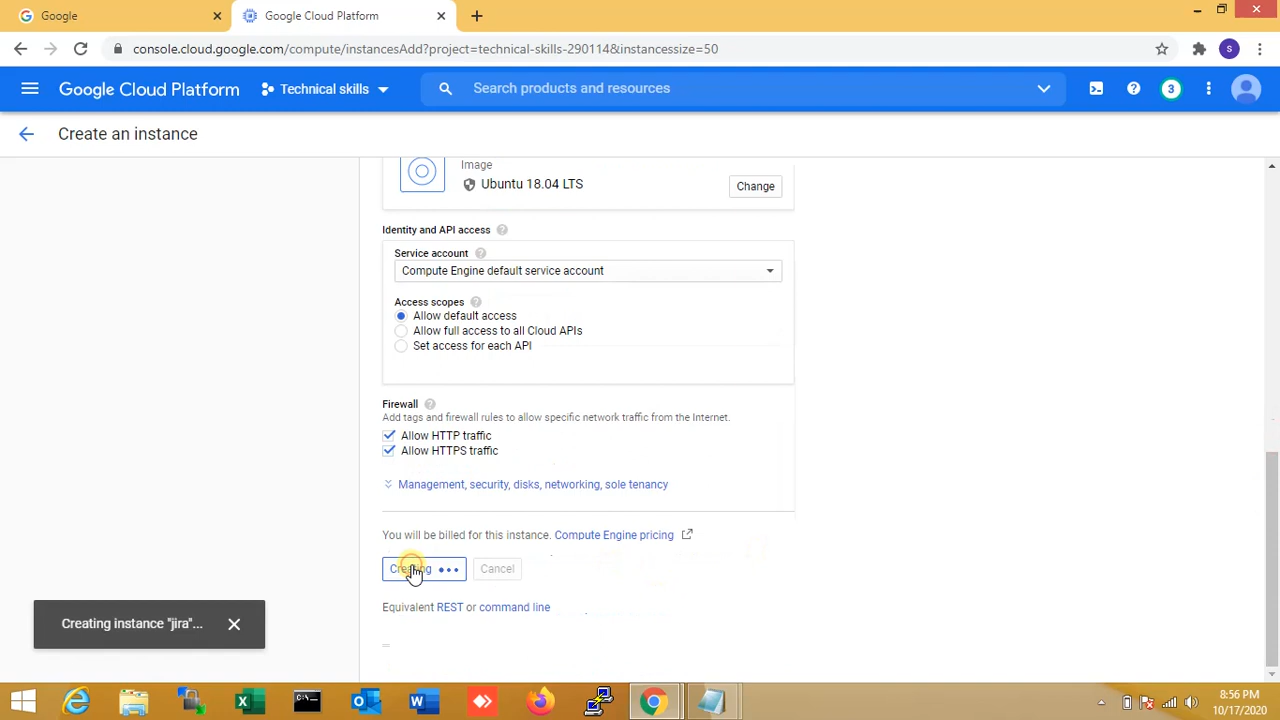 Google
Google Cloud Platform
console.cloud.google.com/compute/instancesAdd?project=technical-skills-290114&instancessize=50
S
Google Cloud Platform
Technical skills
Search products and resources
3
Create an instance
Image
Ubuntu 18.04 LTS
Change
Identity and API access
Service account
Compute Engine default service account
Access scopes
Allow default access
Allow full access to all Cloud APIs
Set access for each API
Firewall
Add tags and firewall rules to allow specific network traffic from the Internet.
Allow HTTP traffic
Allow HTTPS traffic
Management, security, disks, networking, sole tenancy
You will be billed for this instance. Compute Engine pricing
Creating
Cancel
Equivalent REST or command line
Creating instance "jira"...
8:56 PM
10/17/2020